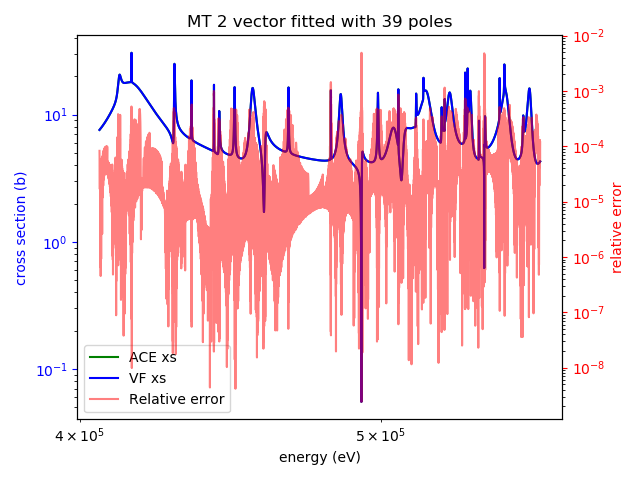 MT 2 vector fitted with 39 poles
cross section (b)
10¹
10⁰
10⁻¹
ACE xs
VF xs
Relative error
4 × 10⁵
5 × 10⁵
energy (eV)
10⁻²
10⁻³
10⁻⁴
10⁻⁵
10⁻⁶
10⁻⁷
10⁻⁸
relative error